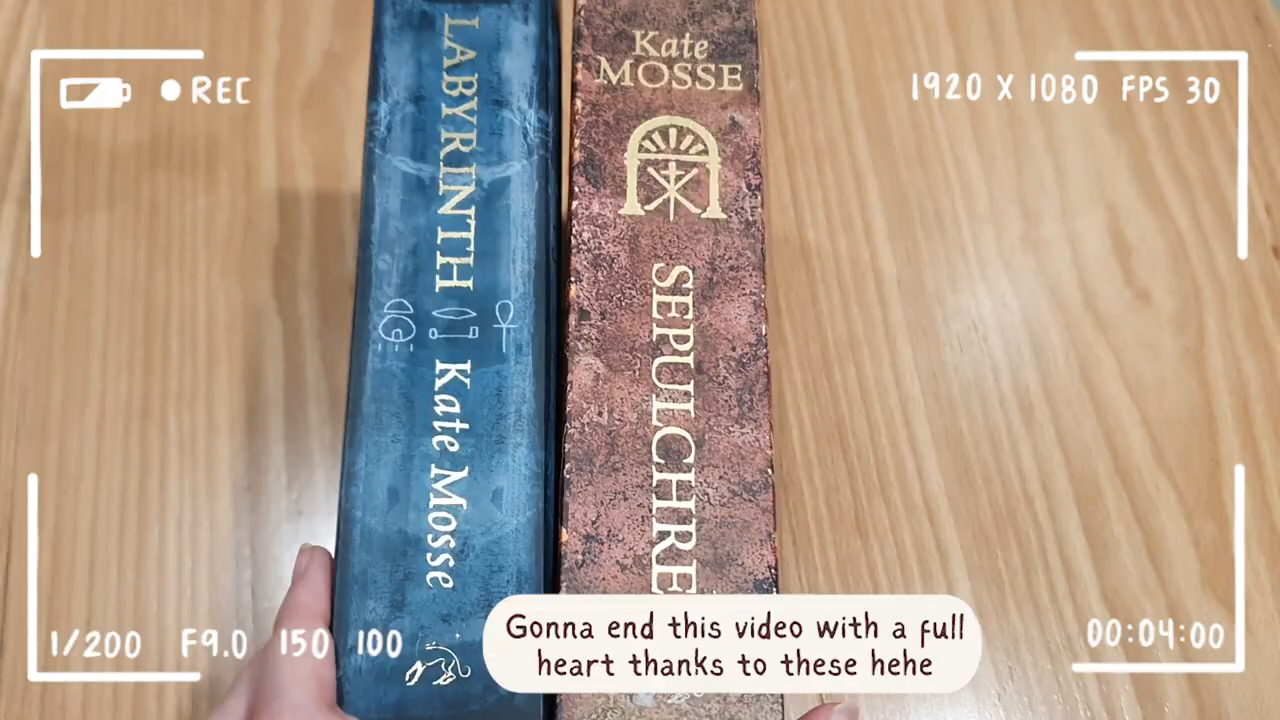 REC
1920 X 1080 FPS 30
LABYRINTH
Kate Mosse
Kate
MOSSE
SEPULCHRE
Gonna end this video with a full
heart thanks to these hehe
1/200 F9.0 150 100
00:04:00